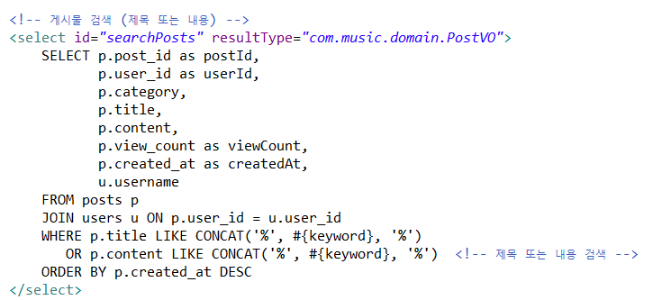 <!-- 게시물 검색 (제목 또는 내용) -->
<select id="searchPosts" resultType="com.music.domain.PostVO">
    SELECT p.post_id as postId,
           p.user_id as userId,
           p.category,
           p.title,
           p.content,
           p.view_count as viewCount,
           p.created_at as createdAt,
           u.username
    FROM posts p
    JOIN users u ON p.user_id = u.user_id
    WHERE p.title LIKE CONCAT('%', #{keyword}, '%')
       OR p.content LIKE CONCAT('%', #{keyword}, '%')  <!-- 제목 또는 내용 검색 -->
    ORDER BY p.created_at DESC
</select>